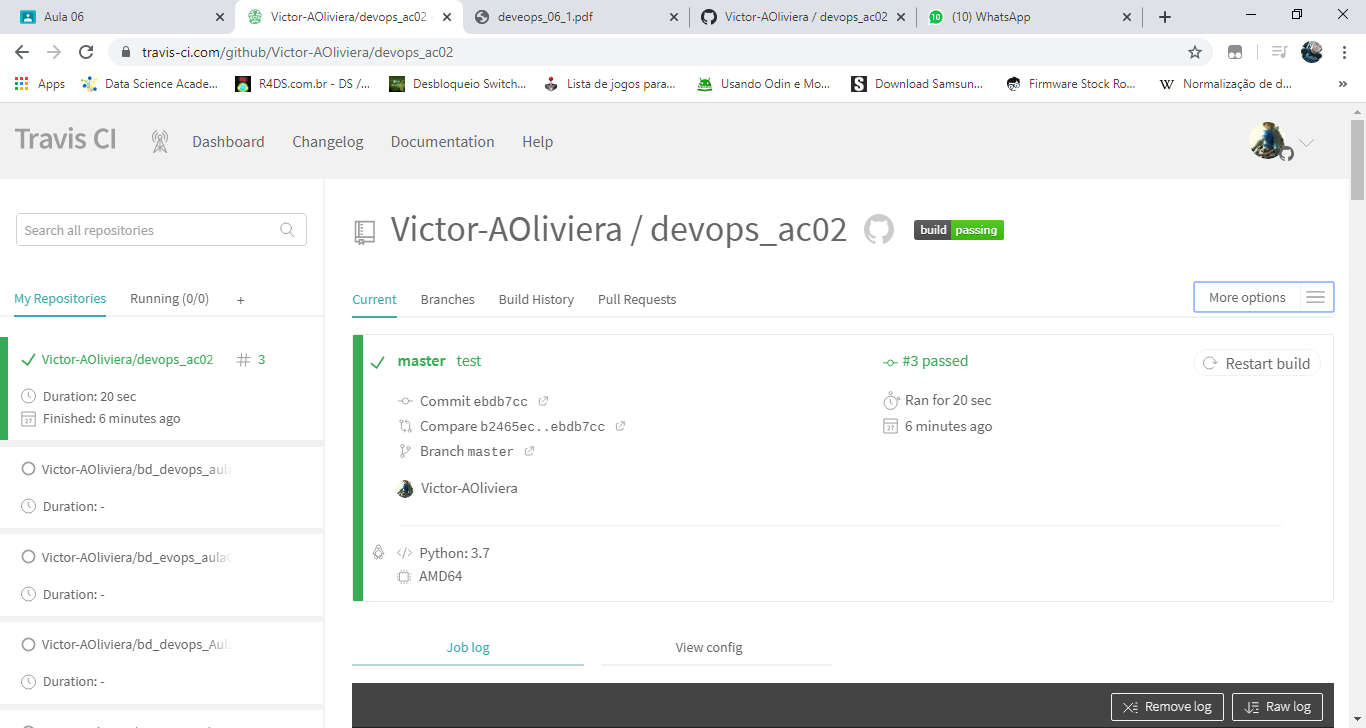 Aula 06
Victor-AOliviera/devops_ac02 -
deveops_06_1.pdf
Victor-AOliviera / devops_ac02
10
(10) WhatsApp
travis-ci.com/github/Victor-AOliviera/devops_ac02
Apps
Data Science Acade...
R4DS.com.br - DS /...
Desbloqueio Switch...
Lista de jogos para...
Usando Odin e Mo...
S
Download Samsun...
Firmware Stock Ro...
W
Normalização de d...
»
Travis CI
Dashboard
Changelog
Documentation
Help
Search all repositories
My Repositories
Running (0/0)
+
Victor-AOliviera/devops_ac02
# 3
Duration: 20 sec
27
Finished: 6 minutes ago
Victor-AOliviera/bd_devops_aula
Duration: -
Victor-AOliviera/bd_evops_aula
Duration: -
Victor-AOliviera/bd_devops_Aula
Duration: -
Victor-AOliviera / devops_ac02
build passing
Current
Branches
Build History
Pull Requests
More options
master test
#3 passed
Restart build
Commit ebdb7cc
Ran for 20 sec
Compare b2465ec..ebdb7cc
27
6 minutes ago
Branch master
Victor-AOliviera
</> Python: 3.7
AMD64
Job log
View config
Remove log
Raw log